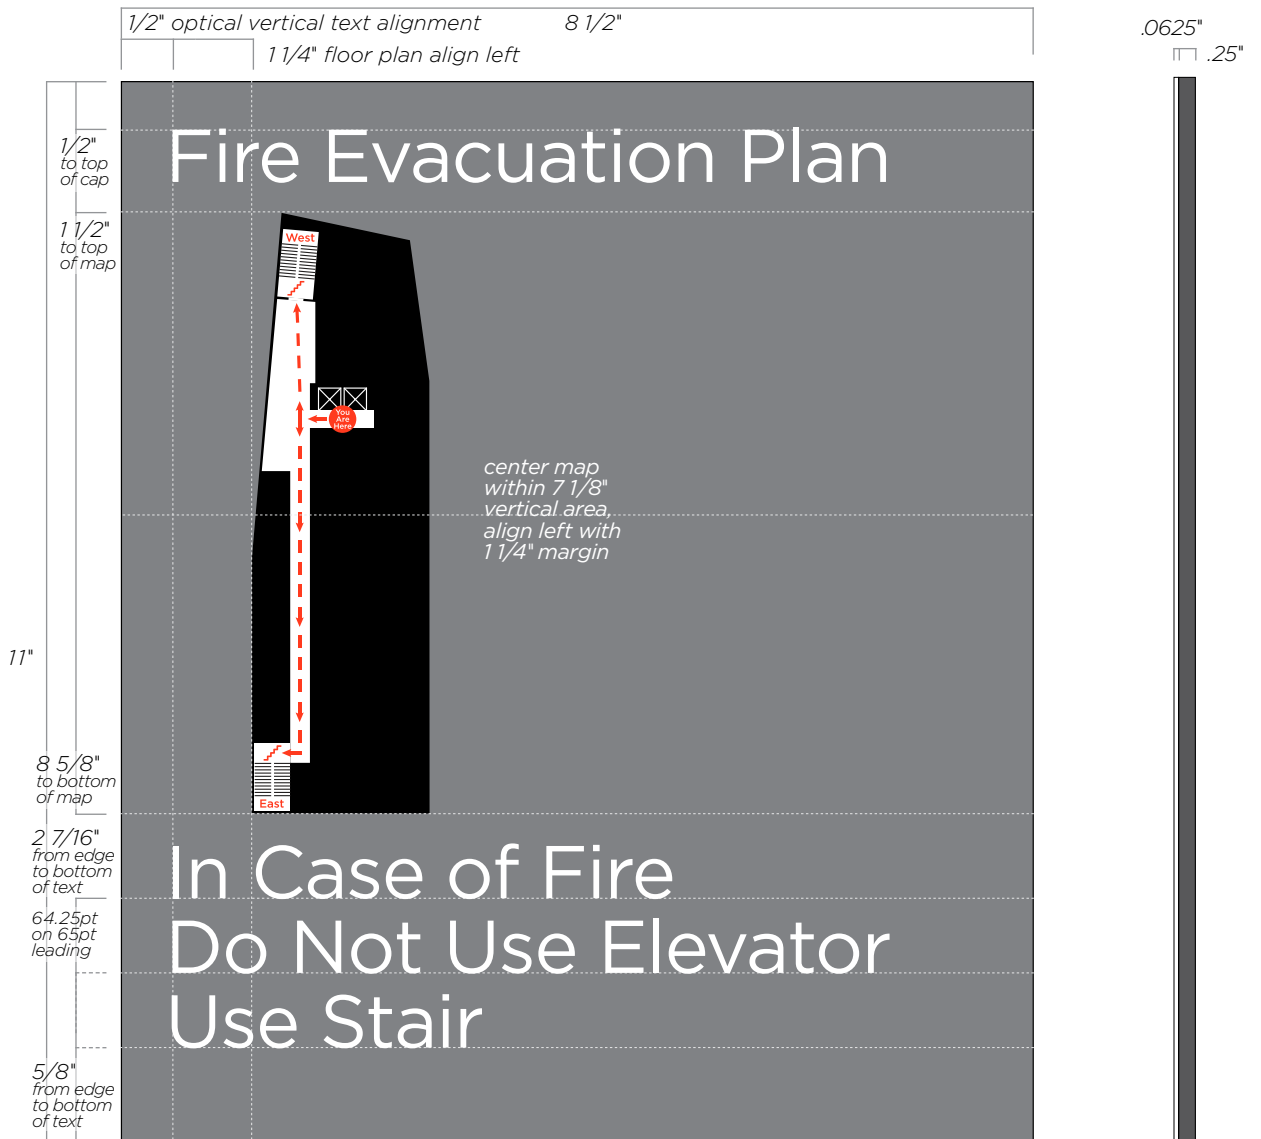 1/2" optical vertical text alignment
8 1/2"
1 1/4" floor plan align left
.0625"
.25"
1/2"
to top
of cap
Fire Evacuation Plan
1 1/2"
to top
of map
West
You
Are
Here
center map
within 7 1/8"
vertical area,
align left with
1 1/4" margin
11"
8 5/8"
to bottom
of map
East
2 7/16"
from edge
to bottom
of text
In Case of Fire
64.25pt
on 65pt
leading
Do Not Use Elevator
Use Stair
5/8"
from edge
to bottom
of text